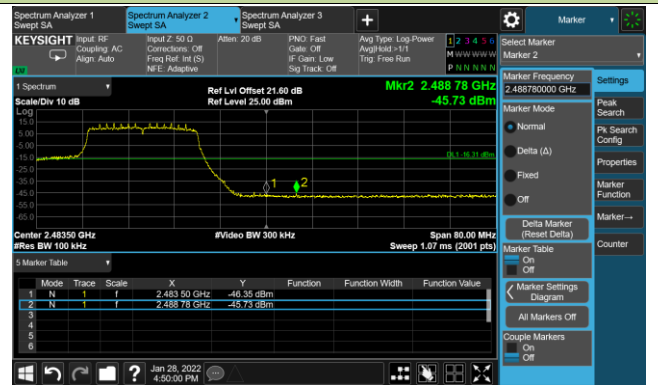 Spectrum Analyzer 1
Swept SA
Spectrum Analyzer 2
Swept SA
Spectrum Analyzer 3
Swept SA
+
Marker
KEYSIGHT
Input: RF
Coupling: AC
Align: Auto
Input Z: 50 Ω
Corrections: Off
Freq Ref: Int (S)
NFE: Adaptive
Atten: 20 dB
PNO: Fast
Gate: Off
IF Gain: Low
Sig Track: Off
Avg Type: Log-Power
Avg|Hold:>1/1
Trig: Free Run
1 2 3 4 5 6
M W W W W W
P N N N N N
LW
Select Marker
Marker 2
1 Spectrum
Scale/Div 10 dB
Log
Ref Lvl Offset 21.60 dB
Ref Level 25.00 dBm
Mkr2 2.488 78 GHz
-45.73 dBm
15.0
5.00
-5.00
-15.0
-25.0
-35.0
-45.0
-55.0
-65.0
DL1 -16.31 dBm
1
2
Center 2.48350 GHz
#Res BW 100 kHz
#Video BW 300 kHz
Span 80.00 MHz
Sweep 1.07 ms (2001 pts)
5 Marker Table
Mode Trace Scale X Y Function Function Width Function Value
1 N 1 f 2.483 50 GHz -46.35 dBm
2 N 1 f 2.488 78 GHz -45.73 dBm
3
4
5
6
Marker Frequency
2.488780000 GHz
Marker Mode
Normal
Delta (Δ)
Fixed
Off
Delta Marker
(Reset Delta)
Marker Table
On
Off
Marker Settings
Diagram
All Markers Off
Couple Markers
On
Off
Settings
Peak
Search
Pk Search
Config
Properties
Marker
Function
Marker→
Counter
?
Jan 28, 2022
4:50:00 PM